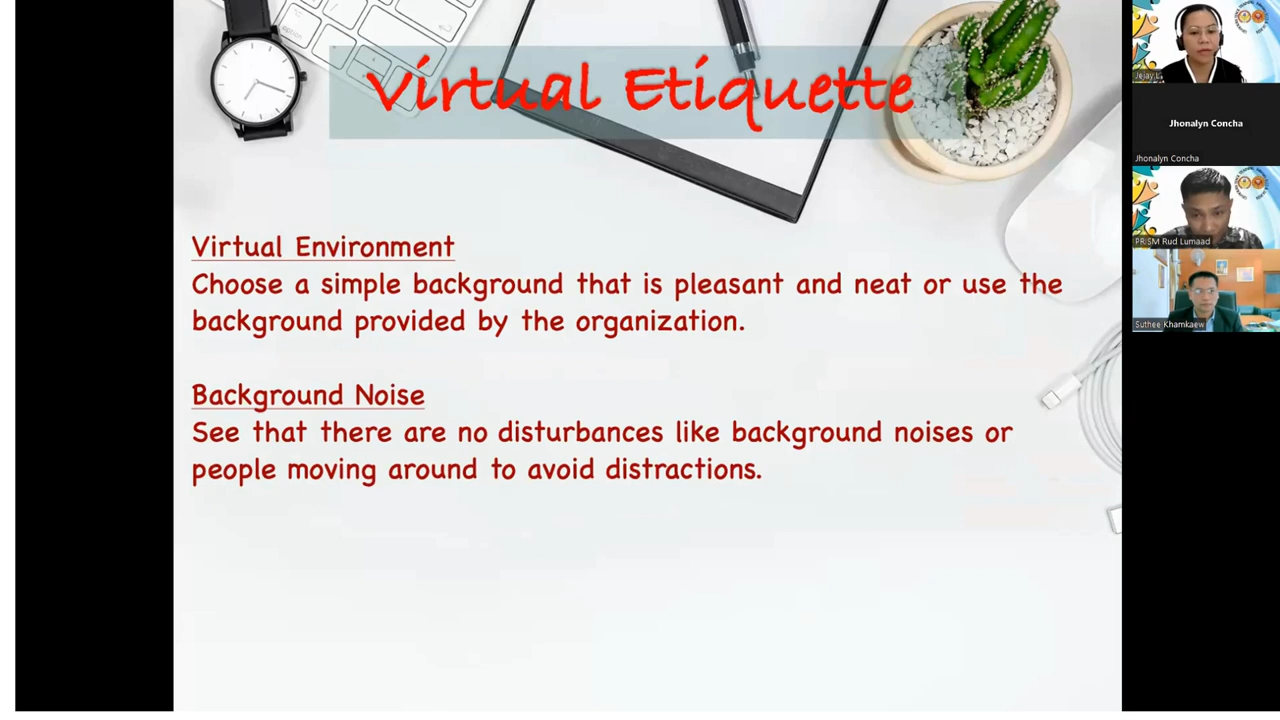 Virtual Etiquette
Virtual Environment
Choose a simple background that is pleasant and neat or use the
background provided by the organization.
Background Noise
See that there are no disturbances like background noises or
people moving around to avoid distractions.
option
Jejay L.
Jhonalyn Concha
Jhonalyn Concha
PRISM Rud Lumaad
Suthee Khamkaew